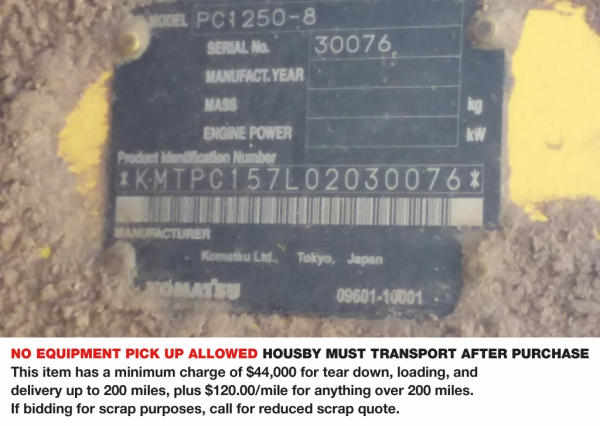 MODEL PC1250-8
SERIAL No. 30076
MANUFACT. YEAR
MASS kg
ENGINE POWER kW
Product Identification Number
*KMTPC157L02030076*
MANUFACTURER
Komatsu Ltd., Tokyo, Japan
KOMATSU 09601-10001
NO EQUIPMENT PICK UP ALLOWED HOUSBY MUST TRANSPORT AFTER PURCHASE
This item has a minimum charge of $44,000 for tear down, loading, and
delivery up to 200 miles, plus $120.00/mile for anything over 200 miles.
If bidding for scrap purposes, call for reduced scrap quote.